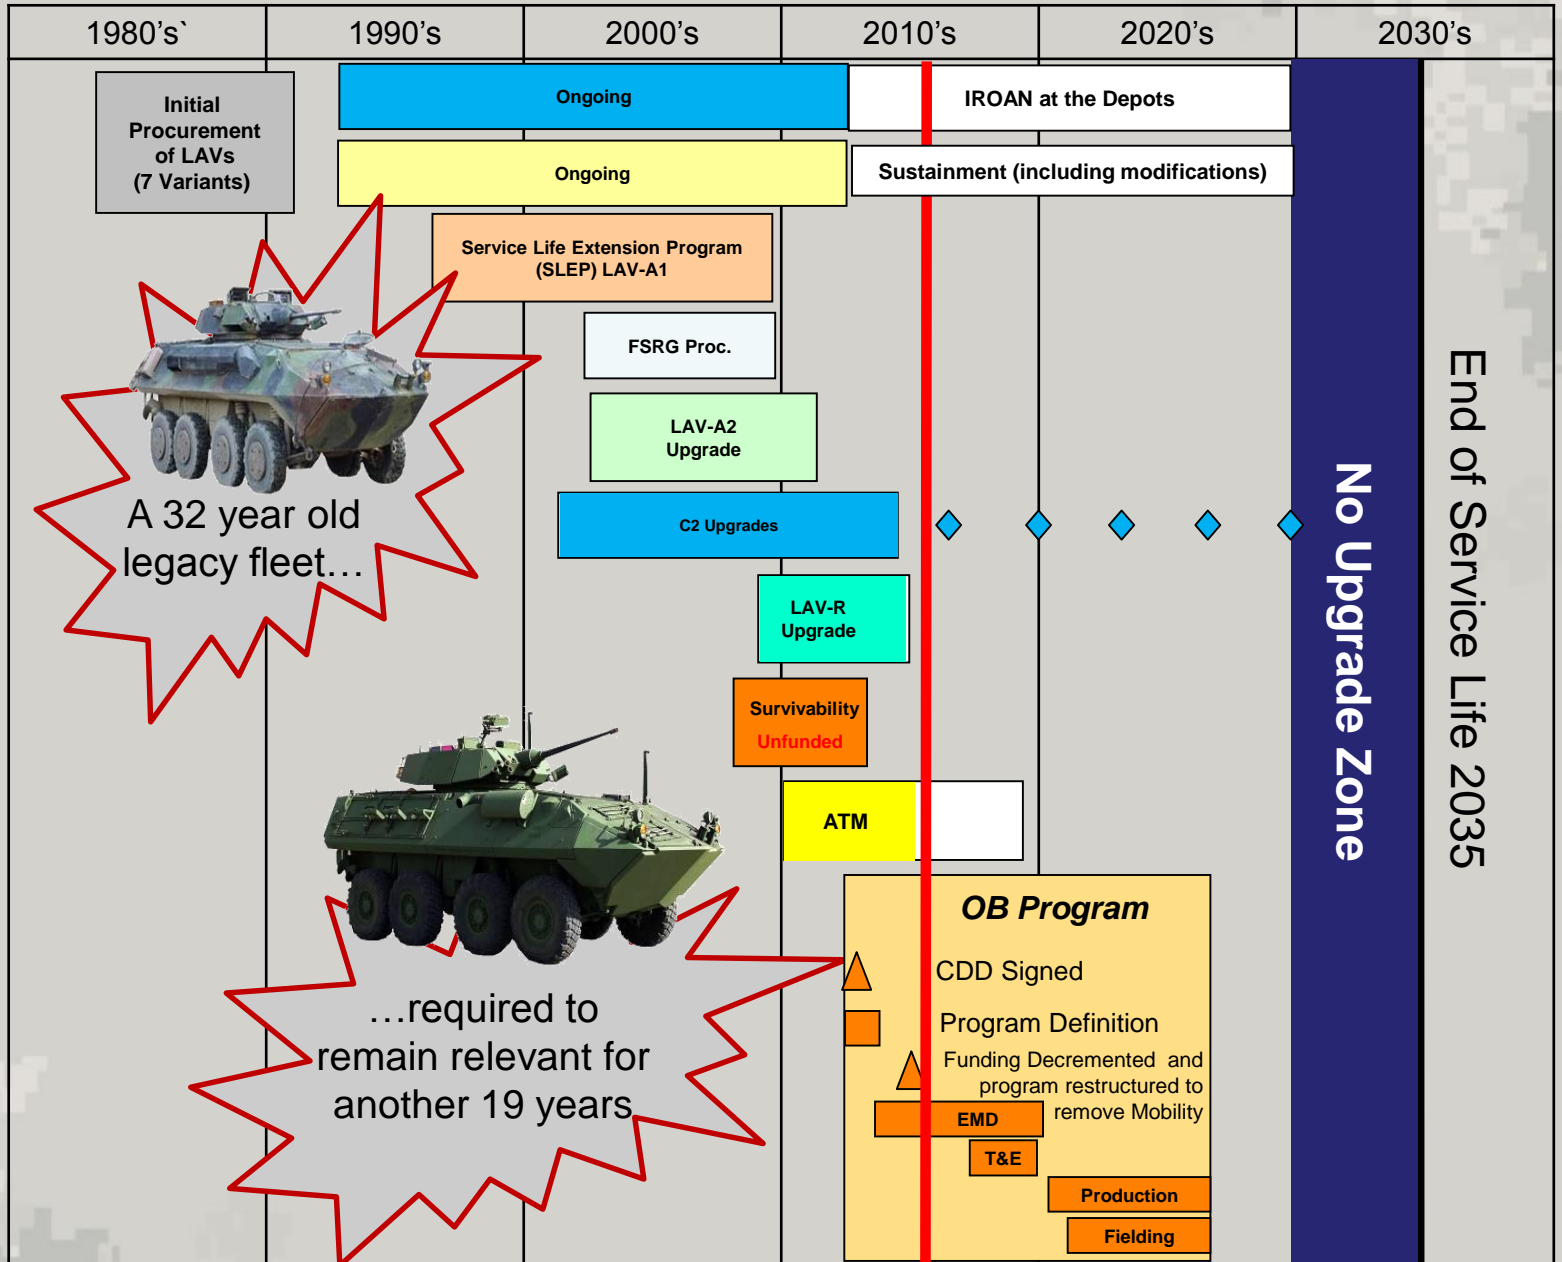 1980's`
1990's
2000's
2010's
2020's
2030's
Initial
Procurement
of LAVs
(7 Variants)
Ongoing
IROAN at the Depots
Ongoing
Sustainment (including modifications)
Service Life Extension Program
(SLEP) LAV-A1
FSRG Proc.
LAV-A2
Upgrade
C2 Upgrades
A 32 year old
legacy fleet…
LAV-R
Upgrade
Survivability
Unfunded
ATM
…required to
remain relevant for
another 19 years
OB Program
CDD Signed
Program Definition
Funding Decremented and
program restructured to
remove Mobility
EMD
T&E
Production
Fielding
No Upgrade Zone
End of Service Life 2035